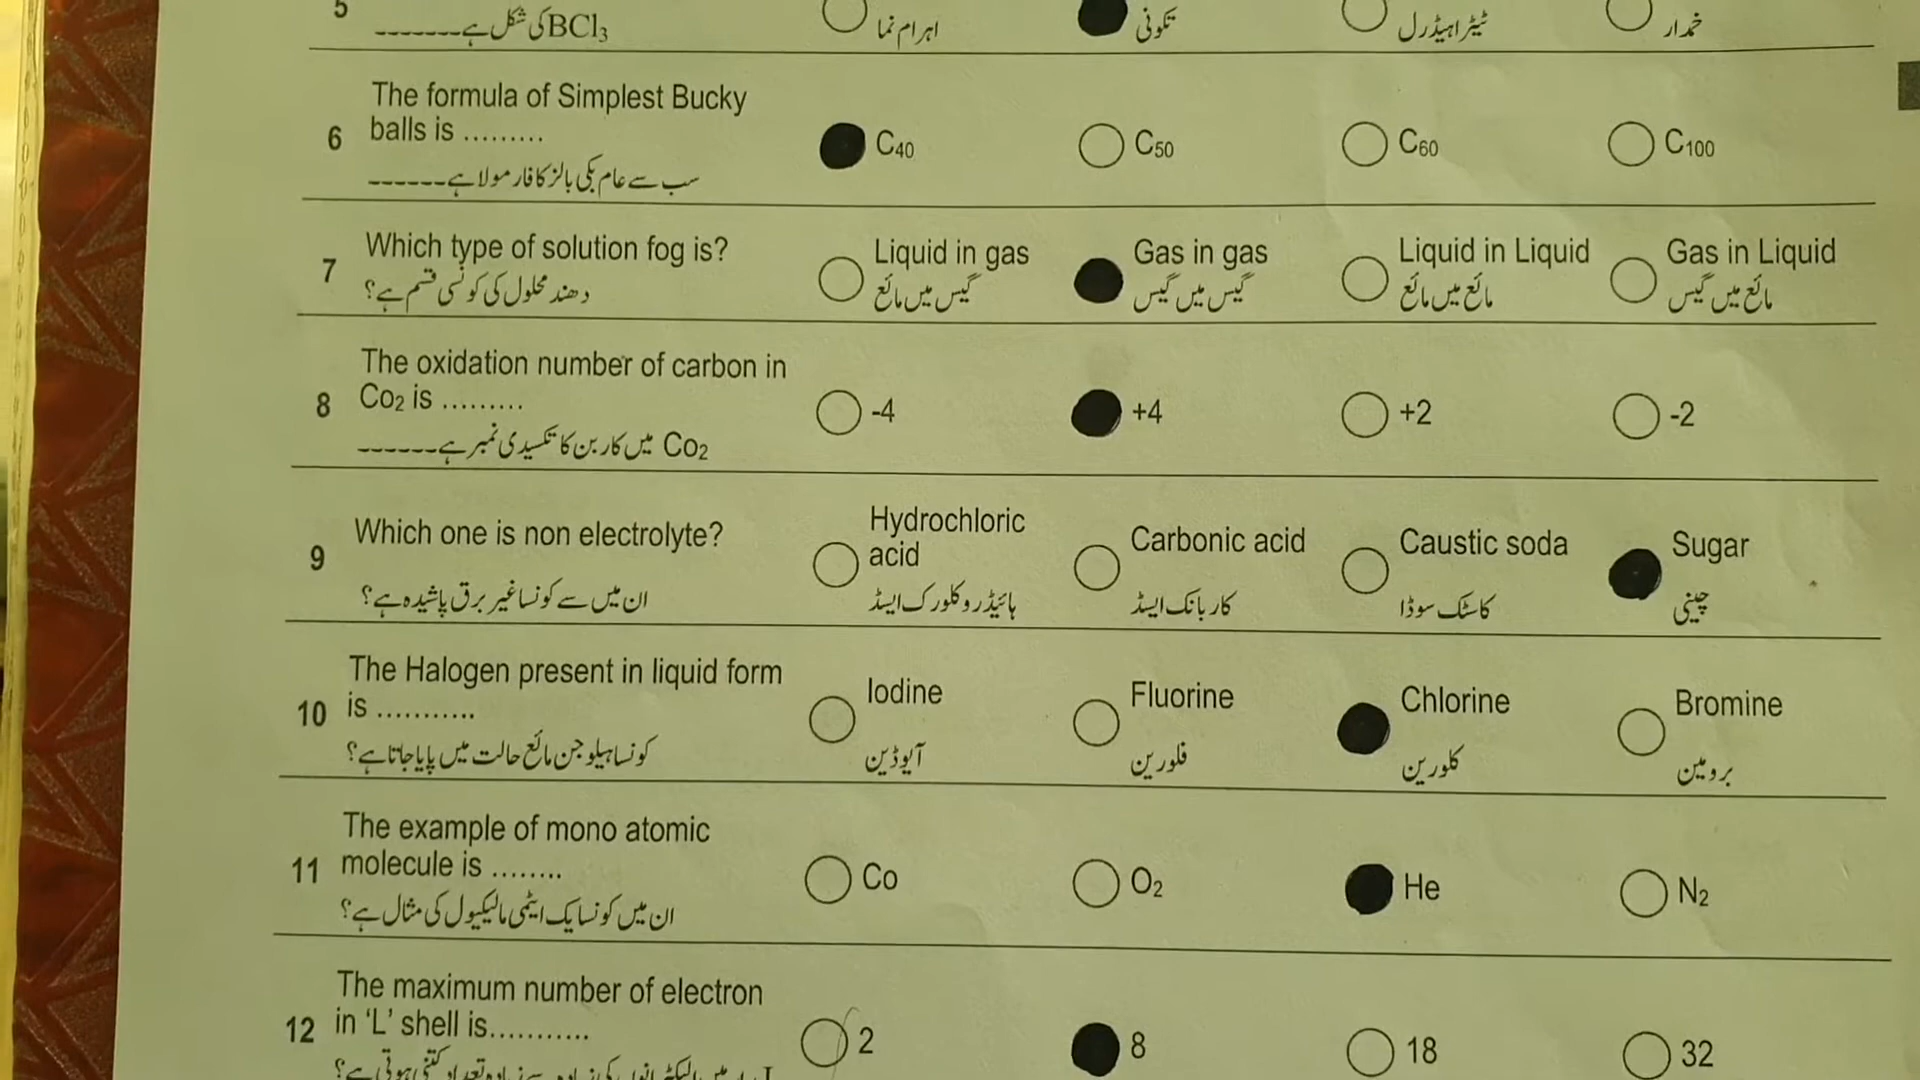 5 BCl3 کی شکل ہے------- اہرام نما تکونی ٹیٹراہیڈرل خمدار
The formula of Simplest Bucky
6 balls is ......... C40 C50 C60 C100
سب سے عام بکی بالز کا فارمولا ہے------
Which type of solution fog is? Liquid in gas Gas in gas Liquid in Liquid Gas in Liquid
7 دھند محلول کی کونسی قسم ہے؟ گیس میں مائع گیس میں گیس مائع میں مائع مائع میں گیس
The oxidation number of carbon in
8 Co2 is ......... -4 +4 +2 -2
Co2 میں کاربن کا تکسیدی نمبر ہے------
9 Which one is non electrolyte? Hydrochloric acid Carbonic acid Caustic soda Sugar
ان میں سے کونسا غیر برق پاشیدہ ہے؟ ہائیڈروکلورک ایسڈ کاربانک ایسڈ کاسٹک سوڈا چینی
The Halogen present in liquid form
10 is ........... Iodine Fluorine Chlorine Bromine
کونسا ہیلوجن مائع حالت میں پایا جاتا ہے؟ آیوڈین فلورین کلورین برومین
The example of mono atomic
11 molecule is ........ Co O2 He N2
ان میں کونسا یک ایٹمی مالیکیول کی مثال ہے؟
The maximum number of electron
12 in ‘L’ shell is........... 2 8 18 32